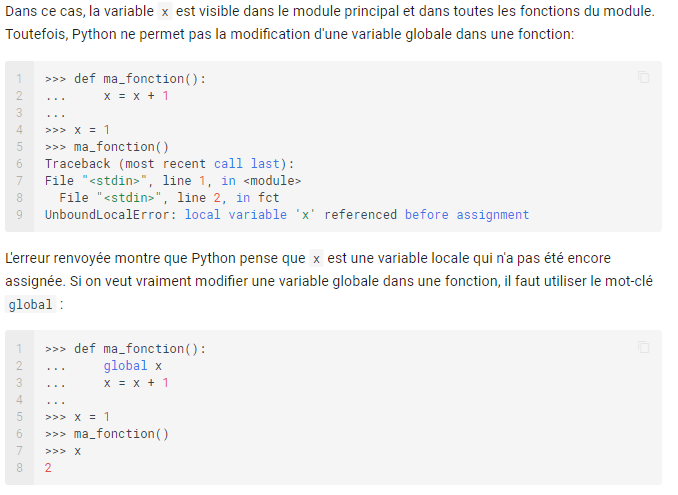 Dans ce cas, la variable x est visible dans le module principal et dans toutes les fonctions du module.
Toutefois, Python ne permet pas la modification d'une variable globale dans une fonction:
1 >>> def ma_fonction():
2 ...     x = x + 1
3 ...
4 >>> x = 1
5 >>> ma_fonction()
6 Traceback (most recent call last):
7 File "<stdin>", line 1, in <module>
8   File "<stdin>", line 2, in fct
9 UnboundLocalError: local variable 'x' referenced before assignment
L'erreur renvoyée montre que Python pense que x est une variable locale qui n'a pas été encore
assignée. Si on veut vraiment modifier une variable globale dans une fonction, il faut utiliser le mot-clé
global :
1 >>> def ma_fonction():
2 ...     global x
3 ...     x = x + 1
4 ...
5 >>> x = 1
6 >>> ma_fonction()
7 >>> x
8 2